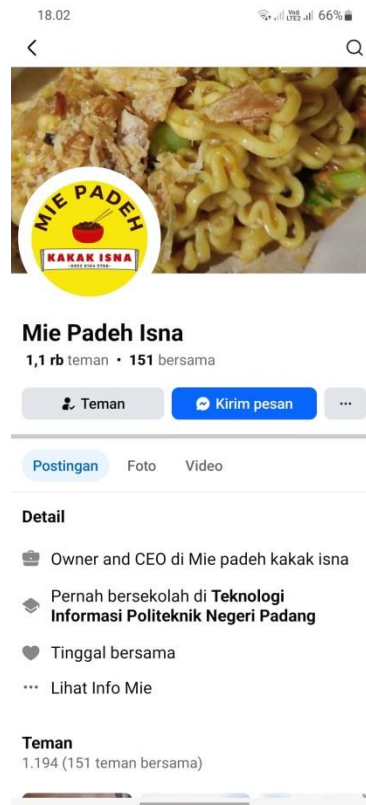 18.02
Vo)) LTE2 66%
MIE PADEH
KAKAK ISNA
Mie Padeh Isna
1,1 rb teman • 151 bersama
Teman
Kirim pesan
...
Postingan Foto Video
Detail
Owner and CEO di Mie padeh kakak isna
Pernah bersekolah di Teknologi
Informasi Politeknik Negeri Padang
Tinggal bersama
... Lihat Info Mie
Teman
1.194 (151 teman bersama)